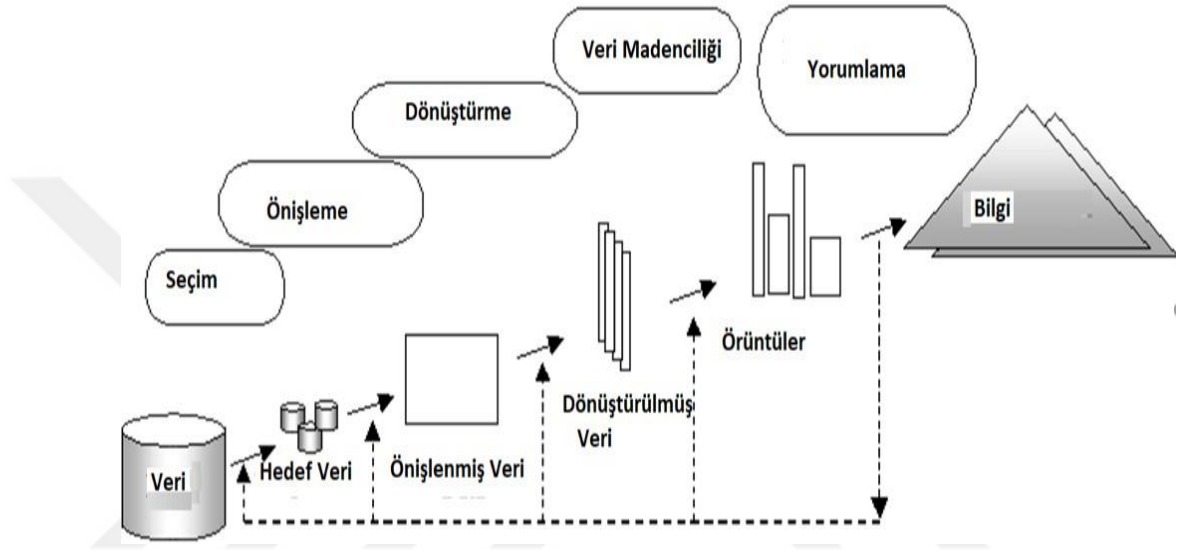 Veri Madenciliği
Yorumlama
Dönüştürme
Önişleme
Seçim
Bilgi
Örüntüler
Dönüştürülmüş
Veri
Önişlenmiş Veri
Hedef Veri
Veri